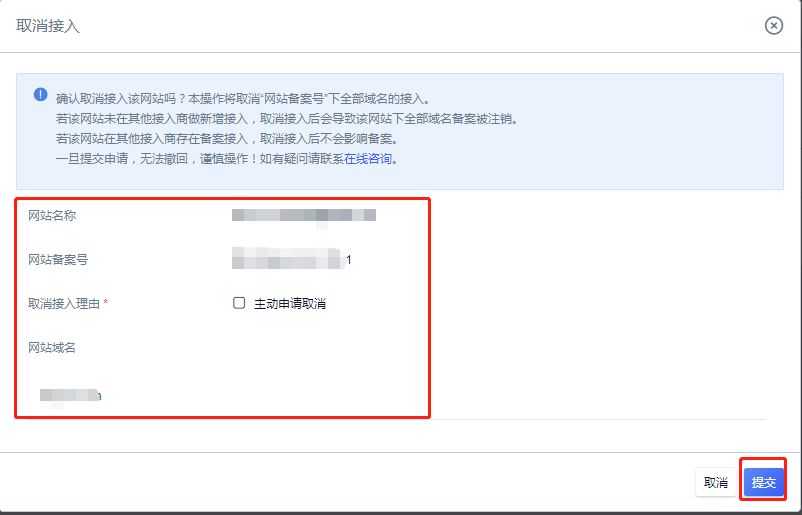 取消接入
确认取消接入该网站吗？本操作将取消“网站备案号”下全部域名的接入。
若该网站未在其他接入商做新增接入，取消接入后会导致该网站下全部域名备案被注销。
若该网站在其他接入商存在备案接入，取消接入后不会影响备案。
一旦提交申请，无法撤回，谨慎操作！如有疑问请联系在线咨询。
网站名称
网站备案号 1
取消接入理由 * 主动申请取消
网站域名
取消 提交